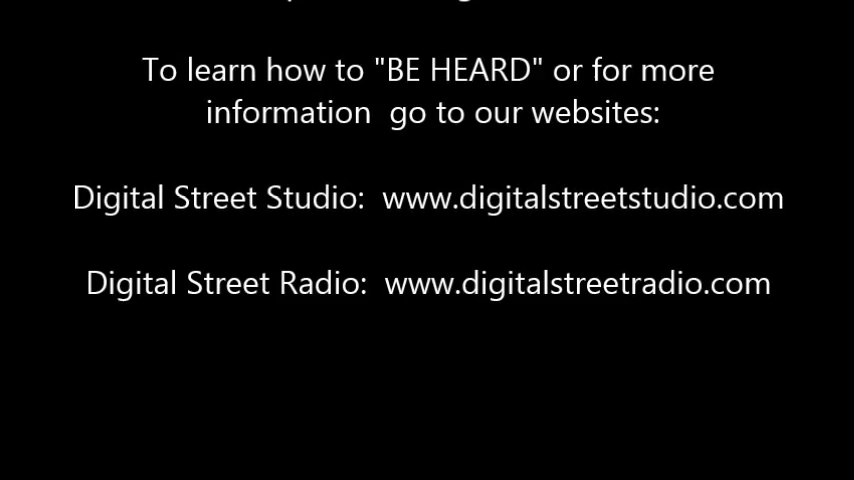 To learn how to "BE HEARD" or for more
information  go to our websites:
Digital Street Studio:  www.digitalstreetstudio.com
Digital Street Radio:  www.digitalstreetradio.com